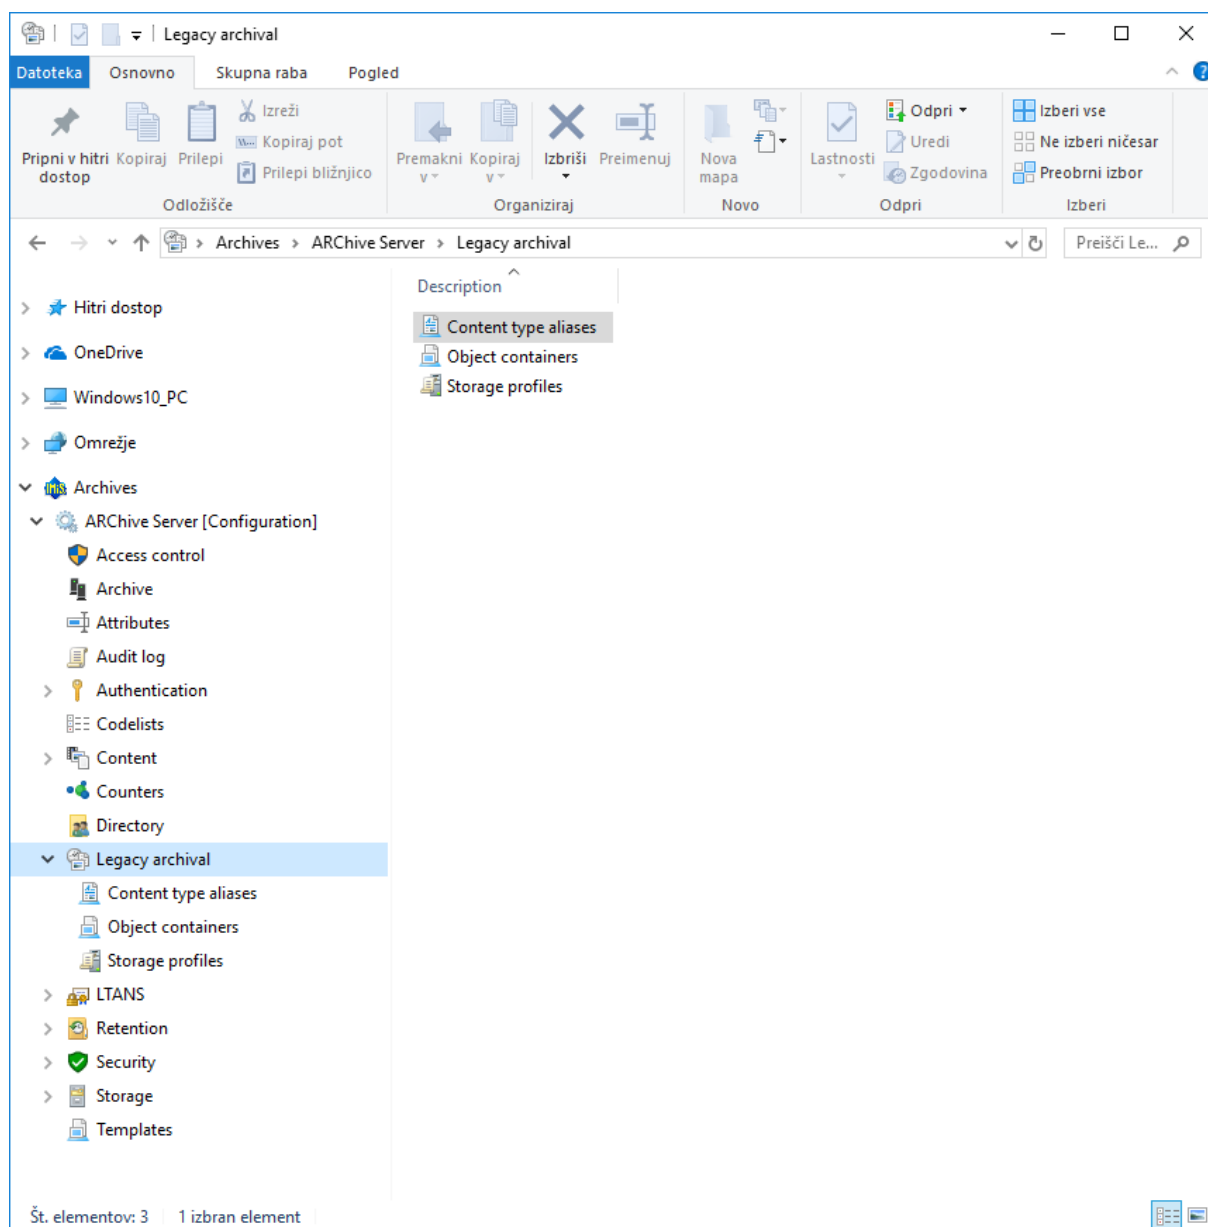 Legacy archival
Datoteka Osnovno Skupna raba Pogled
Pripni v hitri dostop
Kopiraj
Prilepi
Izreži
Kopiraj pot
Prilepi bližnjico
Odložišče
Premakni v
Kopiraj v
Izbriši
Preimenuj
Organiziraj
Nova mapa
Novo
Lastnosti
Odpri
Uredi
Zgodovina
Odpri
Izberi vse
Ne izberi ničesar
Preobrni izbor
Izberi
Archives > ARChive Server > Legacy archival
Preišči Le...
Hitri dostop
OneDrive
Windows10_PC
Omrežje
Archives
ARChive Server [Configuration]
Access control
Archive
Attributes
Audit log
Authentication
Codelists
Content
Counters
Directory
Legacy archival
Content type aliases
Object containers
Storage profiles
LTANS
Retention
Security
Storage
Templates
Description
Content type aliases
Object containers
Storage profiles
Št. elementov: 3 1 izbran element